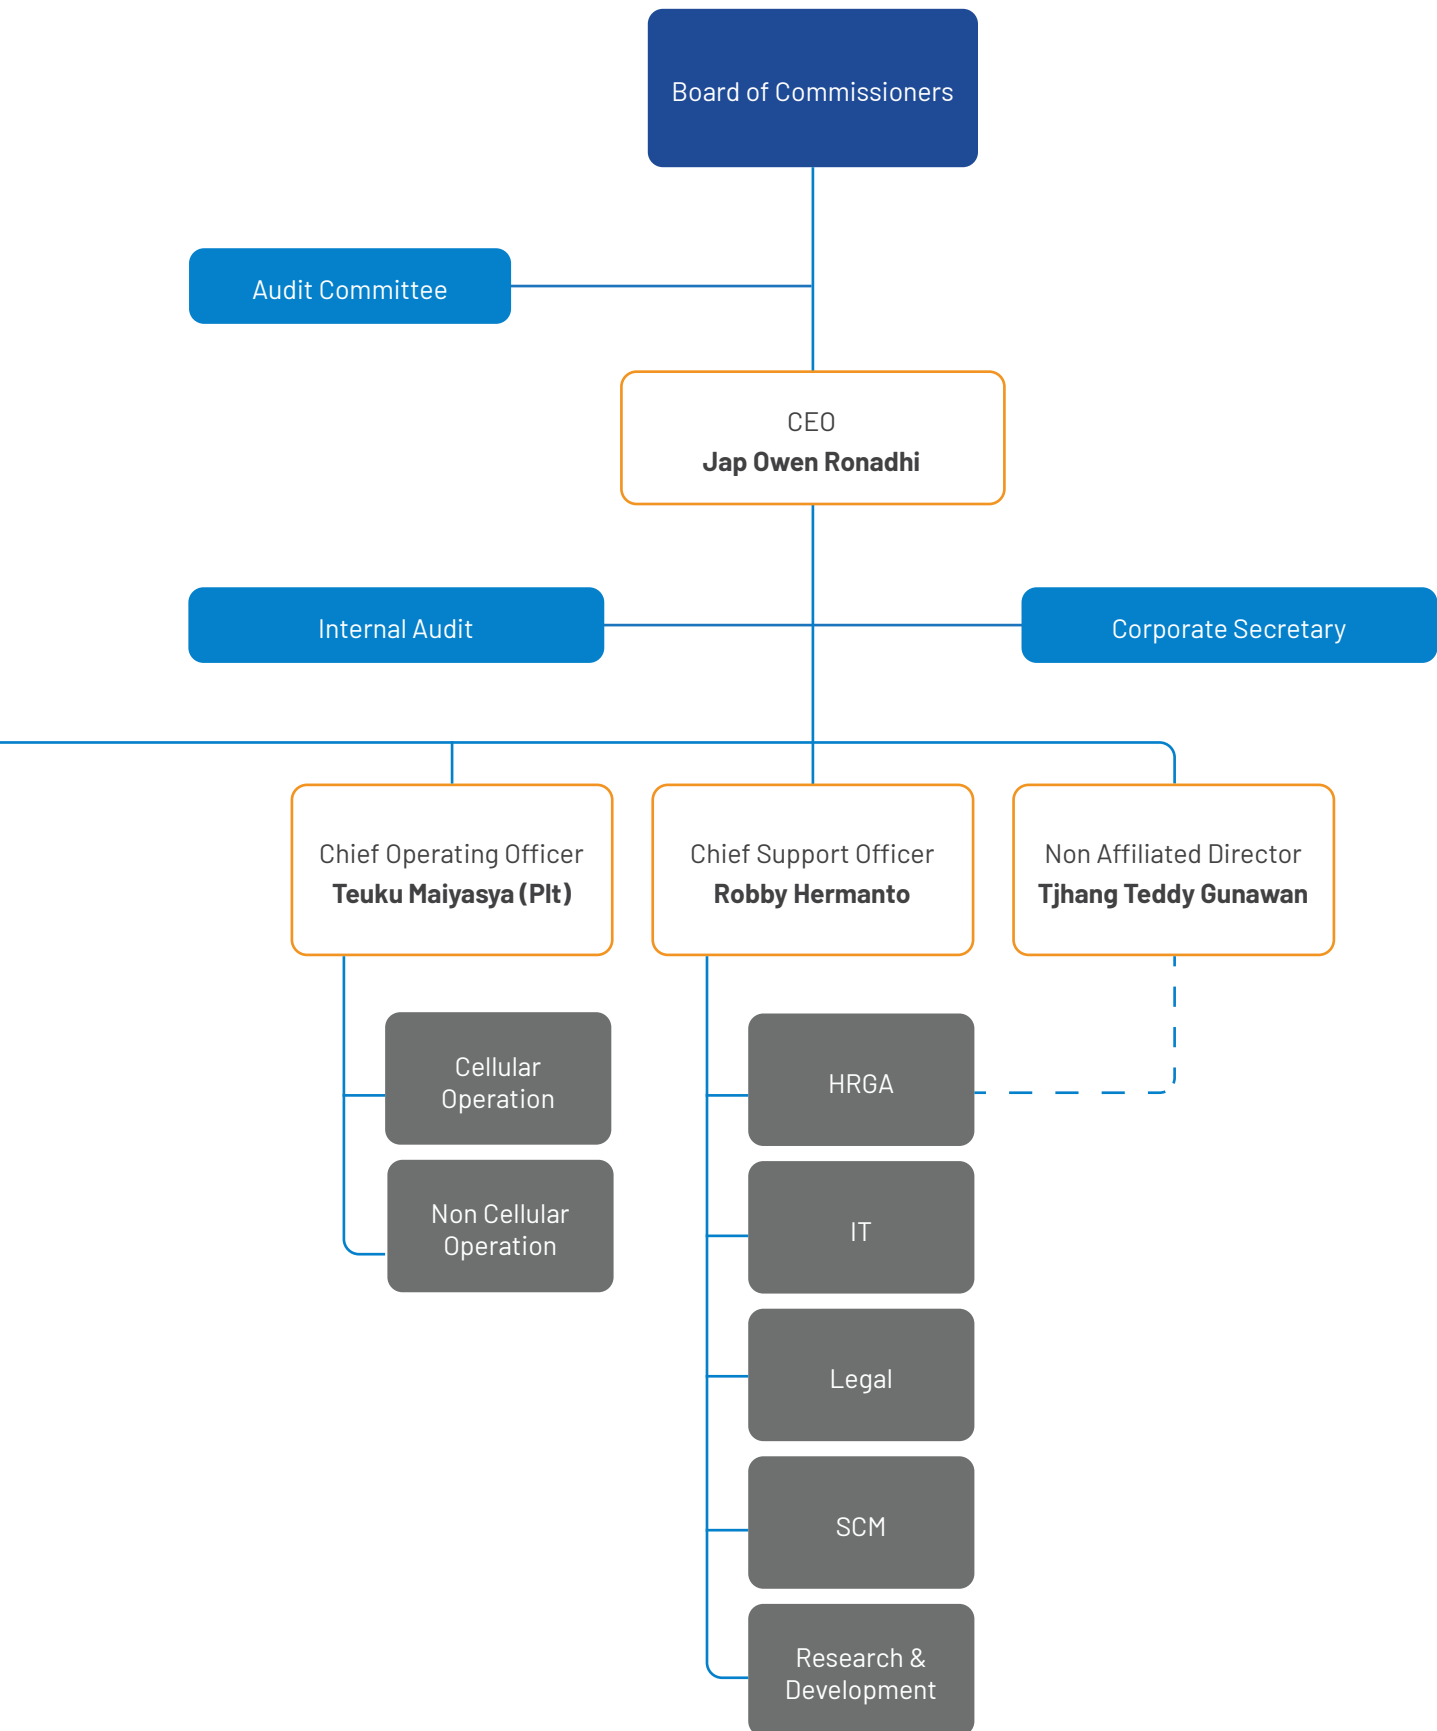 Board of Commissioners
Audit Committee
CEO
Jap Owen Ronadhi
Internal Audit
Corporate Secretary
Chief Operating Officer
Teuku Maiyasya (Plt)
Chief Support Officer
Robby Hermanto
Non Affiliated Director
Tjhang Teddy Gunawan
Cellular
Operation
Non Cellular
Operation
HRGA
IT
Legal
SCM
Research &
Development